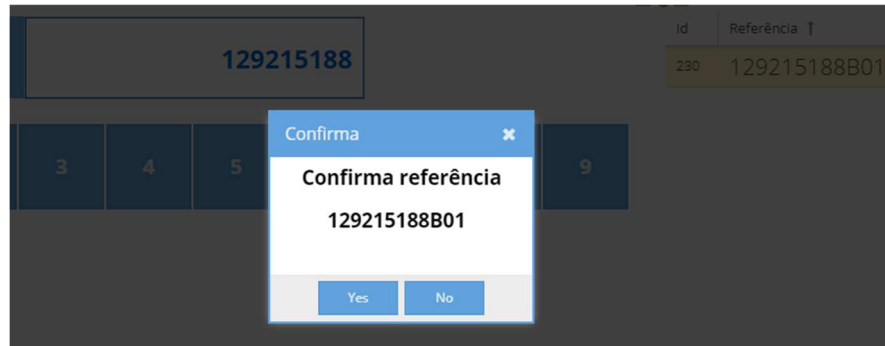 129215188
Id Referência ↑
230 129215188B01
3 4 5 9
Confirma ✖
Confirma referência
129215188B01
Yes No